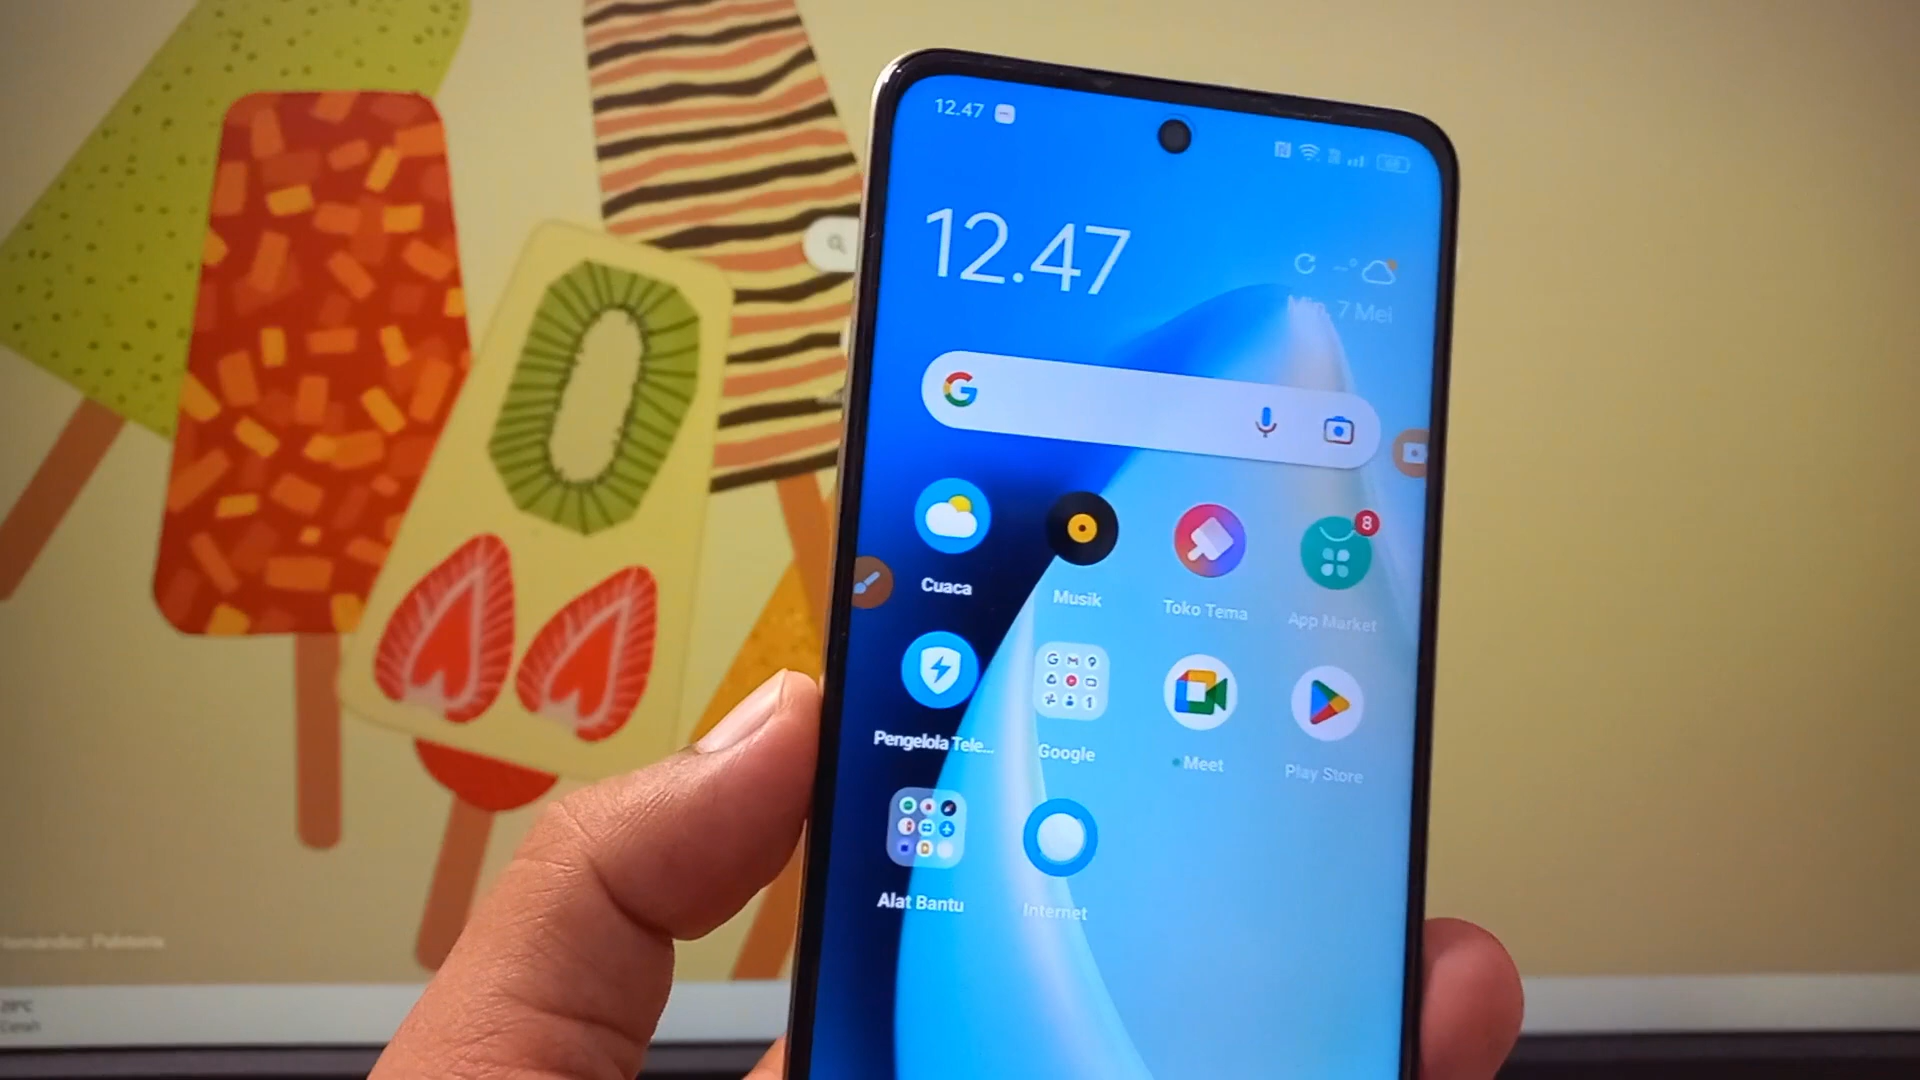 12.47
12.47
Min, 7 Mei
Cuaca
Musik
Toko Tema
8
App Market
Pengelola Tele...
Google
Meet
Play Store
Alat Bantu
Internet